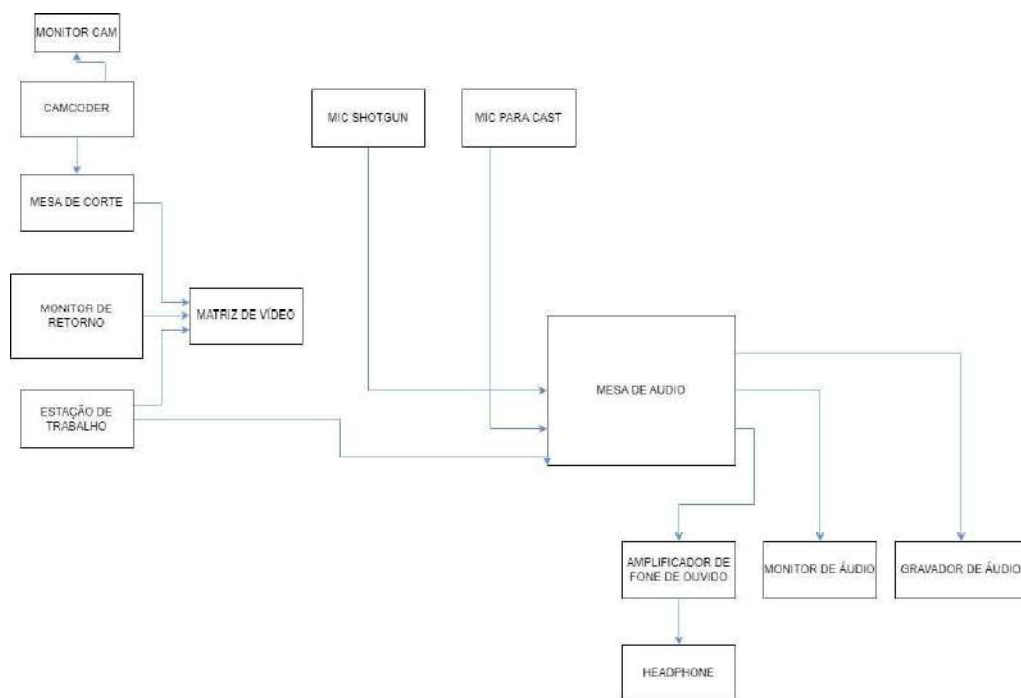 MONITOR CAM
CAMCODER
MIC SHOTGUN
MIC PARA CAST
MESA DE CORTE
MONITOR DE
RETORNO
MATRIZ DE VÍDEO
MESA DE AUDIO
ESTAÇÃO DE
TRABALHO
AMPLIFICADOR DE
FONE DE OUVIDO
MONITOR DE ÁUDIO
GRAVADOR DE ÁUDIO
HEADPHONE